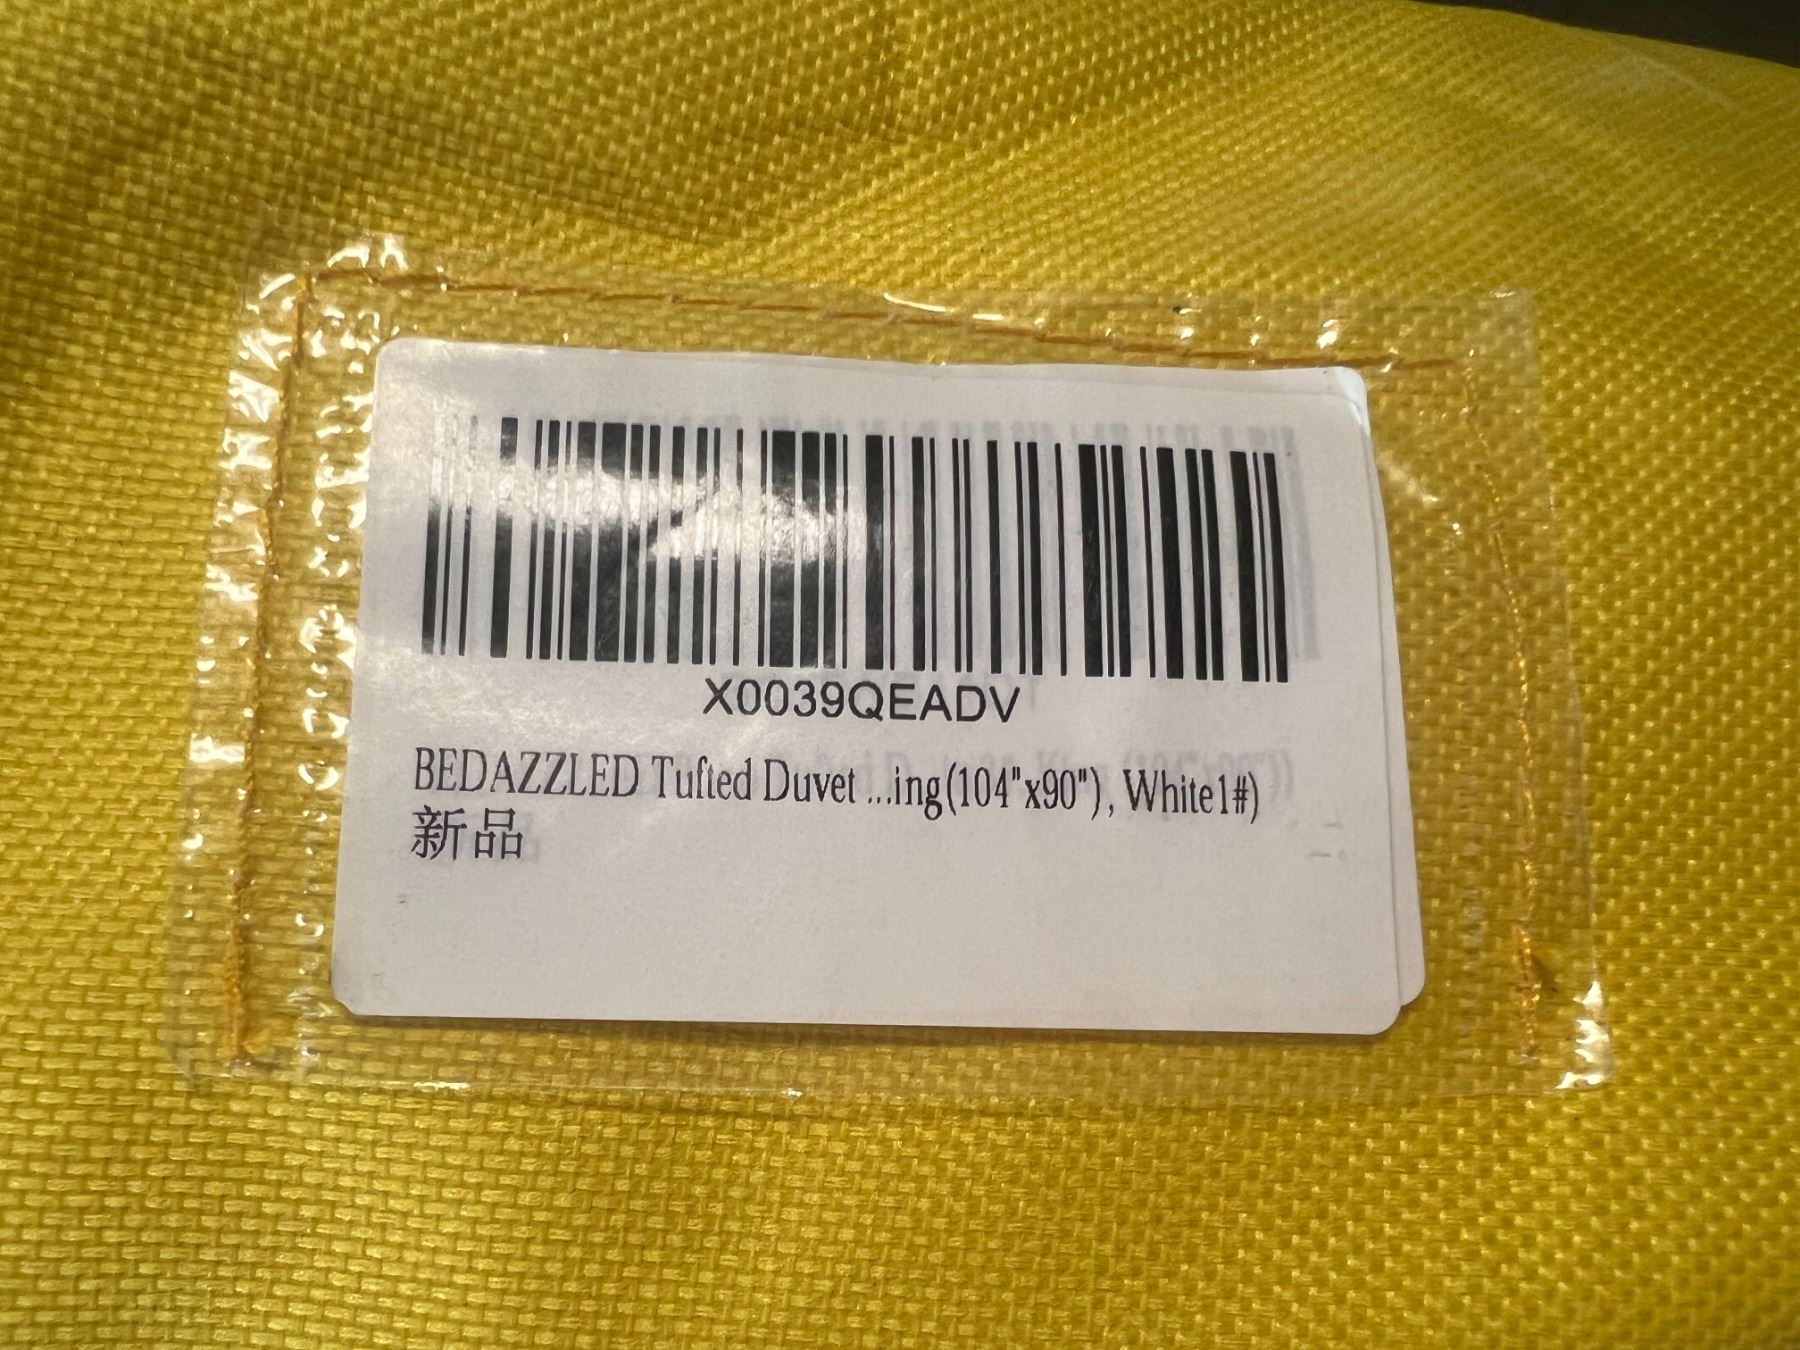 X0039QEADV
BEDAZZLED Tufted Duvet ...ing(104"x90"), White1#)
新品